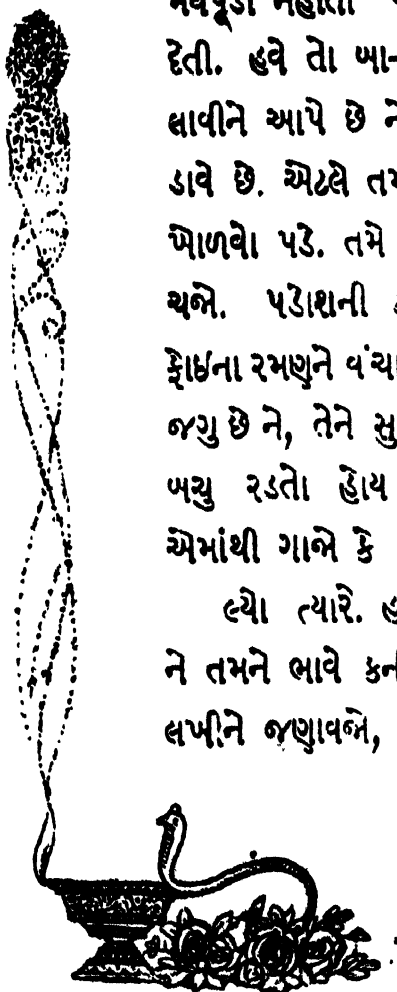 દેતી. હવે તો બા-
લાવીને આપે છે ને
ડાવે છે. એટલે તમ
ખોળવો પડે. તમે
ચજો. પડોશની
ફોઈના રમણને વંચા
જગુ છે ને, તેને સુ
બચુ રડતો હોય
એમાંથી ગાજો કે
લ્યો ત્યારે. હ
ને તમને ભાવે કની
લખીને જણાવજો,